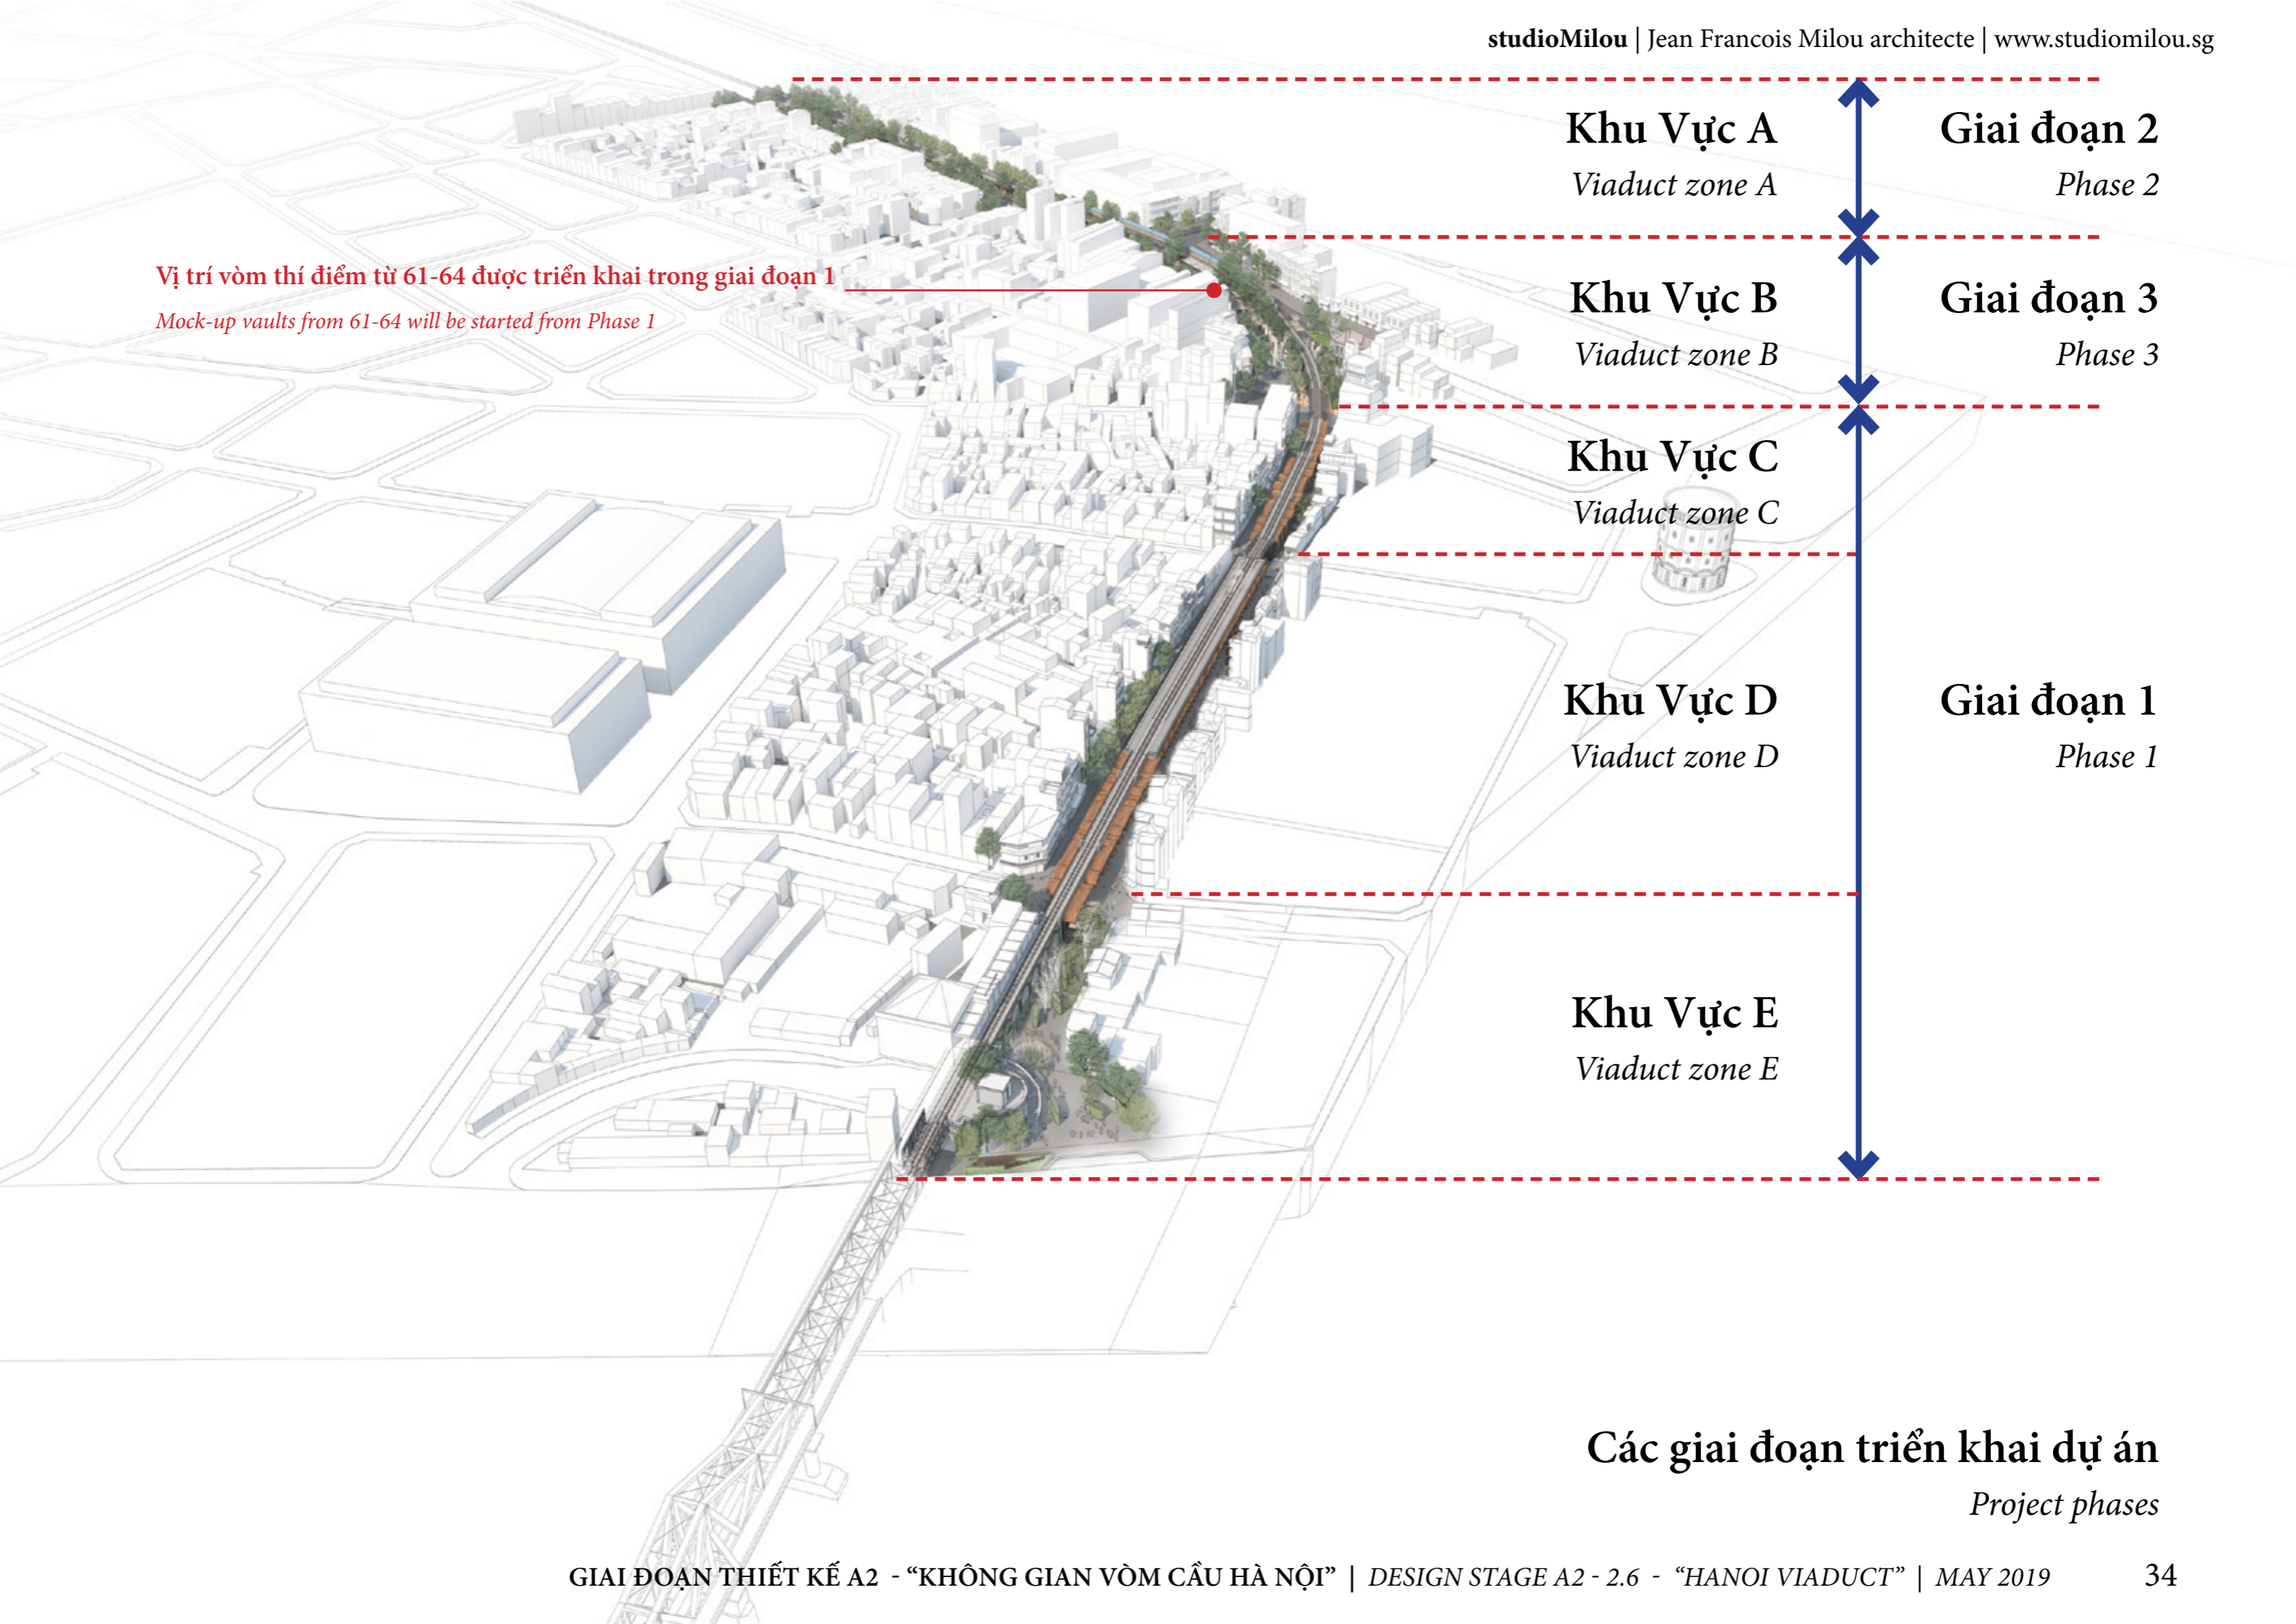 studioMilou | Jean Francois Milou architecte | www.studiomilou.sg
Khu Vực A
Viaduct zone A
Giai đoạn 2
Phase 2
Vị trí vòm thí điểm từ 61-64 được triển khai trong giai đoạn 1
Mock-up vaults from 61-64 will be started from Phase 1
Khu Vực B
Viaduct zone B
Giai đoạn 3
Phase 3
Khu Vực C
Viaduct zone C
Khu Vực D
Viaduct zone D
Giai đoạn 1
Phase 1
Khu Vực E
Viaduct zone E
Các giai đoạn triển khai dự án
Project phases
GIAI ĐOẠN THIẾT KẾ A2 - “KHÔNG GIAN VÒM CẦU HÀ NỘI” | DESIGN STAGE A2 - 2.6 - “HANOI VIADUCT” | MAY 2019 34